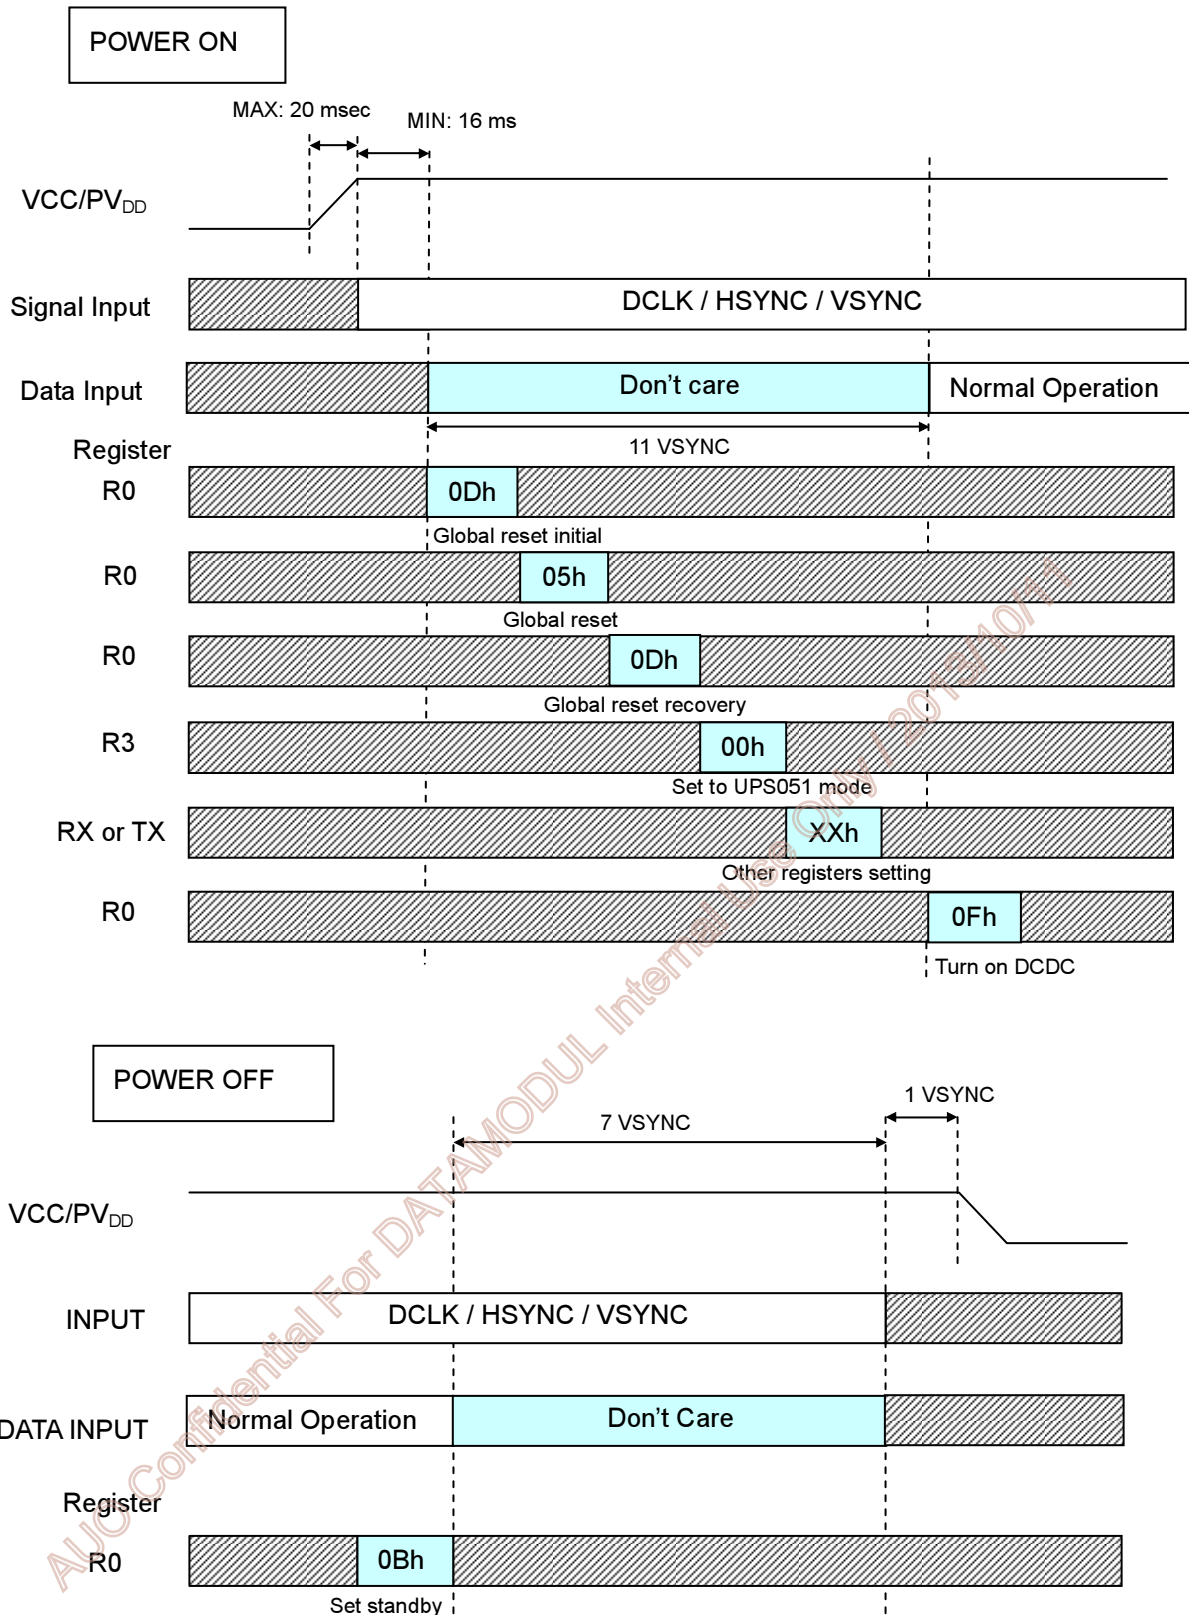 POWER ON
MAX: 20 msec
MIN: 16 ms
VCC/PVDD
Signal Input
DCLK / HSYNC / VSYNC
Data Input
Don't care
Normal Operation
11 VSYNC
Register
R0
0Dh
Global reset initial
R0
05h
Global reset
R0
0Dh
Global reset recovery
R3
00h
Set to UPS051 mode
RX or TX
XXh
Other registers setting
R0
0Fh
Turn on DCDC
POWER OFF
7 VSYNC
1 VSYNC
VCC/PVDD
INPUT
DCLK / HSYNC / VSYNC
DATA INPUT
Normal Operation
Don't Care
Register
R0
0Bh
Set standby
AUO Confidential For DATAMODUL Internal Use Only / 2013/10/11